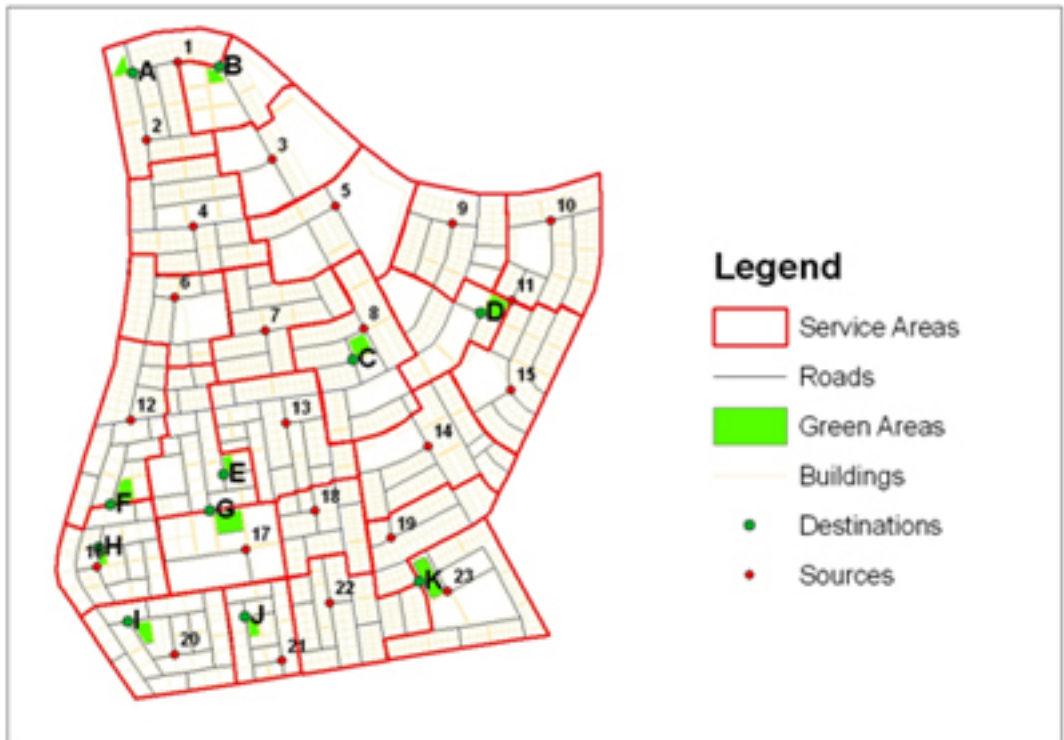 1
A
B
2
3
4
5
9
10
6
11
D
7
8
C
15
12
13
14
E
F
G
18
19
H
17
K
23
22
I
J
20
21
Legend
Service Areas
Roads
Green Areas
Buildings
Destinations
Sources